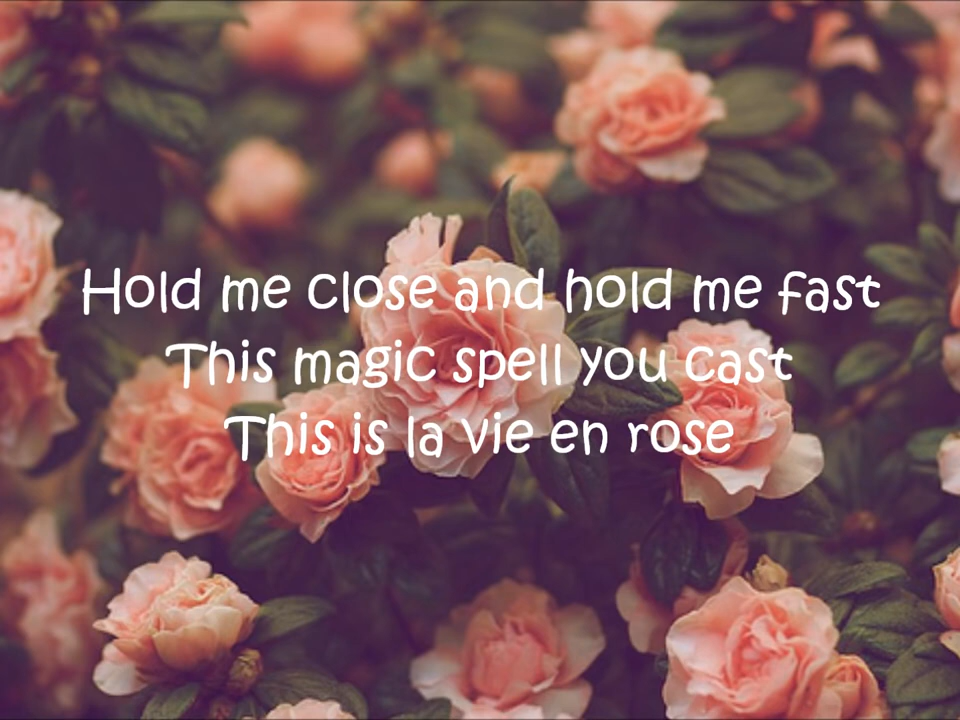 Hold me close and hold me fast
This magic spell you cast
This is la vie en rose